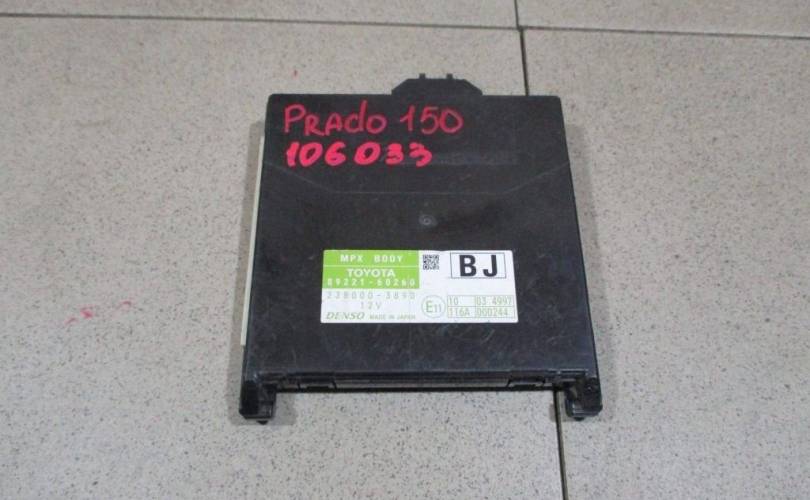 Prado 150
106033
MPX BODY
TOYOTA
89221-60260
238000-3890
12V
DENSO MADE IN JAPAN
BJ
E11
10 03 4997
116A 000244